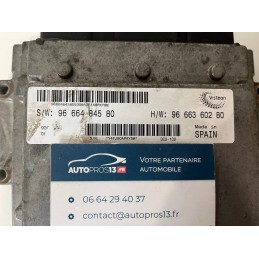 Visteon
S/W: 96 664 845 80
H/W: 96 663 602 80
Made in
SPAIN
AUTOPROS13.fr
VOTRE PARTENAIRE
AUTOMOBILE
06 64 29 40 37
contact@autopros13.fr